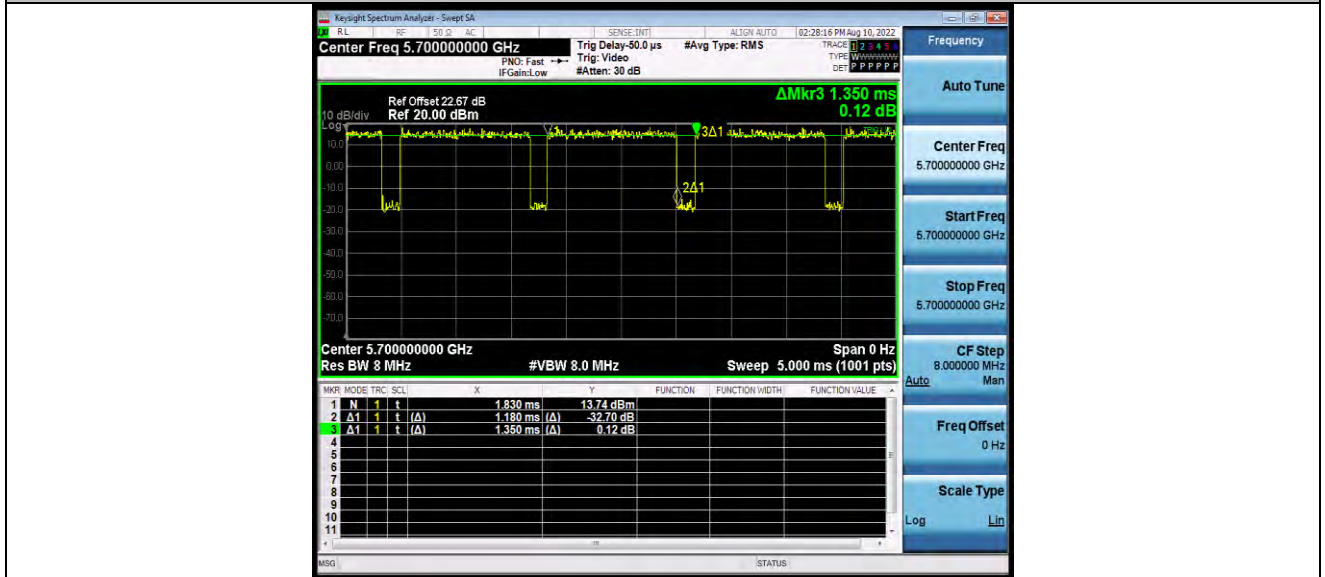 Keysight Spectrum Analyzer - Swept SA
RL RF 50 Ω AC SENSE:INT ALIGN AUTO 02:28:16 PM Aug 10, 2022
Center Freq 5.700000000 GHz Trig Delay-50.0 µs #Avg Type: RMS TRACE 1 2 3 4 5 6
PNO: Fast Trig: Video TYPE WWWWWW
IFGain:Low #Atten: 30 dB DET P P P P P P
Frequency
ΔMkr3 1.350 ms
0.12 dB
Ref Offset 22.67 dB
10 dB/div Ref 20.00 dBm
Log
3Δ1
10.0
0.00
-10.0
2Δ1
-20.0
-30.0
-40.0
-50.0
-60.0
-70.0
Center 5.700000000 GHz Span 0 Hz
Res BW 8 MHz #VBW 8.0 MHz Sweep 5.000 ms (1001 pts)
MKR MODE TRC SCL X Y FUNCTION FUNCTION WIDTH FUNCTION VALUE
1 N 1 t 1.830 ms 13.74 dBm
2 Δ1 1 t (Δ) 1.180 ms (Δ) -32.70 dB
3 Δ1 1 t (Δ) 1.350 ms (Δ) 0.12 dB
4
5
6
7
8
9
10
11
MSG STATUS
Auto Tune
Center Freq
5.700000000 GHz
Start Freq
5.700000000 GHz
Stop Freq
5.700000000 GHz
CF Step
8.000000 MHz
Auto Man
Freq Offset
0 Hz
Scale Type
Log Lin